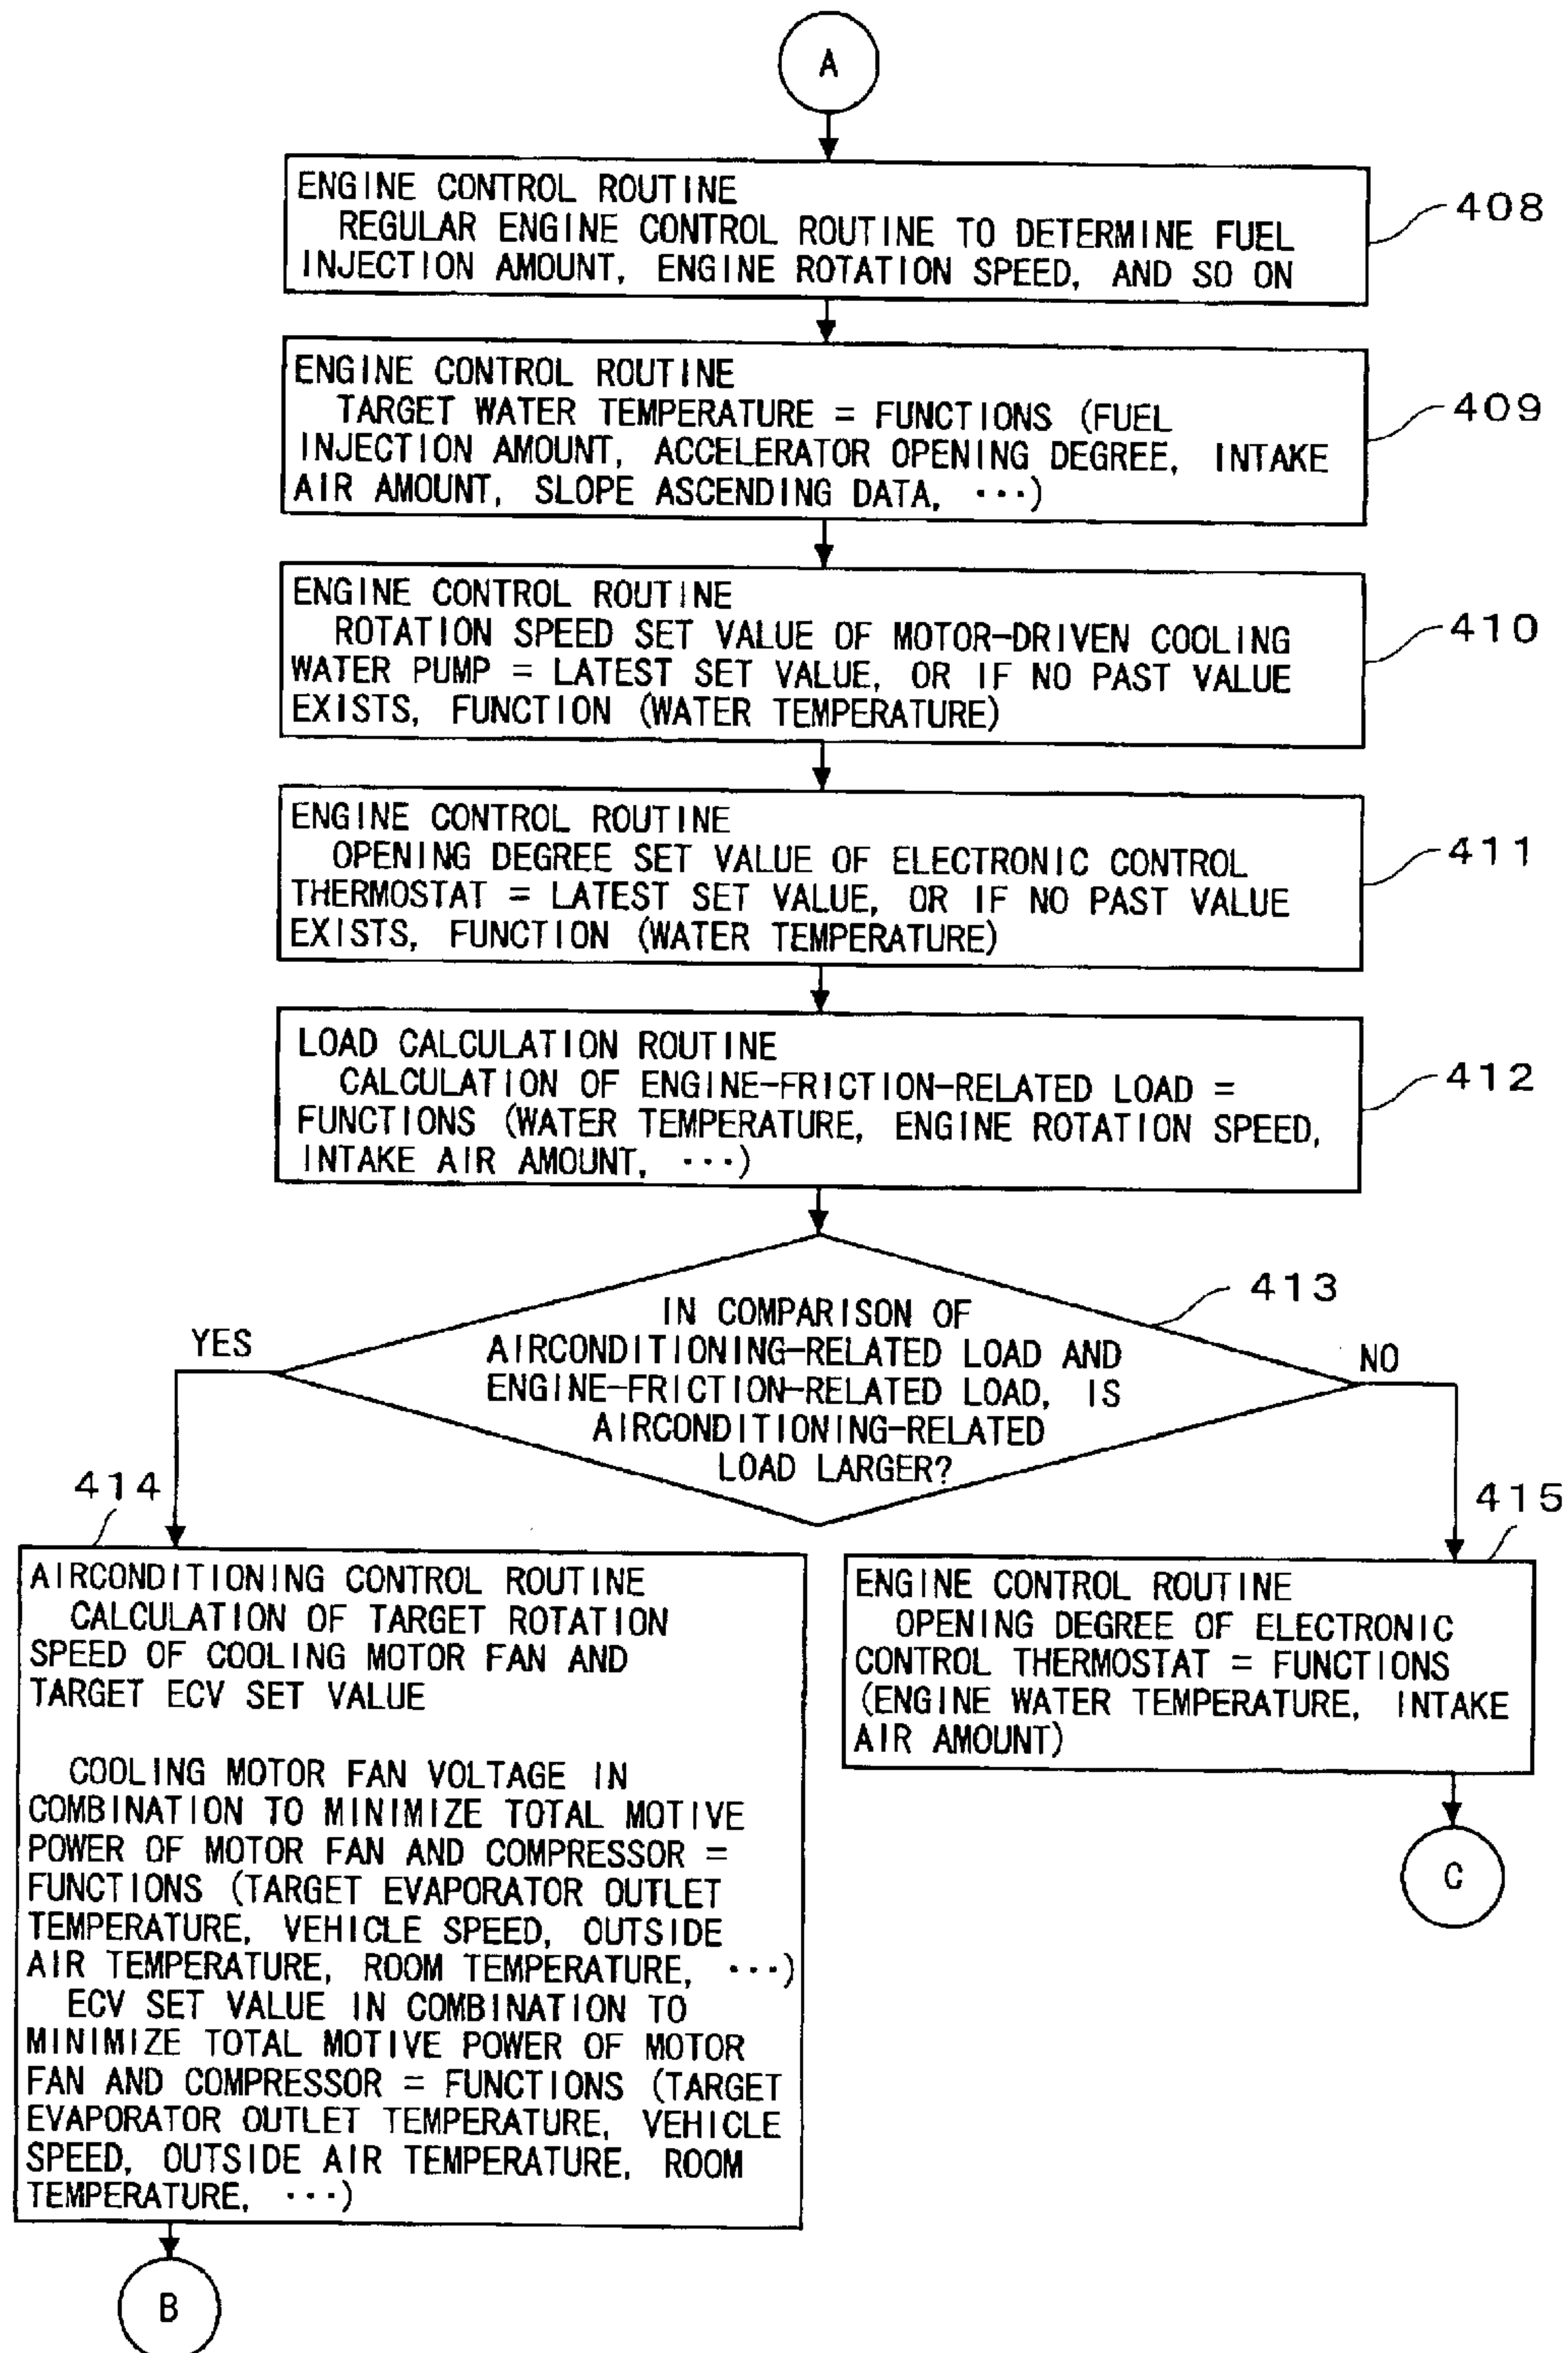 A
ENGINE CONTROL ROUTINE
REGULAR ENGINE CONTROL ROUTINE TO DETERMINE FUEL
INJECTION AMOUNT, ENGINE ROTATION SPEED, AND SO ON
408
ENGINE CONTROL ROUTINE
TARGET WATER TEMPERATURE = FUNCTIONS (FUEL
INJECTION AMOUNT, ACCELERATOR OPENING DEGREE, INTAKE
AIR AMOUNT, SLOPE ASCENDING DATA, ···)
409
ENGINE CONTROL ROUTINE
ROTATION SPEED SET VALUE OF MOTOR-DRIVEN COOLING
WATER PUMP = LATEST SET VALUE, OR IF NO PAST VALUE
EXISTS, FUNCTION (WATER TEMPERATURE)
410
ENGINE CONTROL ROUTINE
OPENING DEGREE SET VALUE OF ELECTRONIC CONTROL
THERMOSTAT = LATEST SET VALUE, OR IF NO PAST VALUE
EXISTS, FUNCTION (WATER TEMPERATURE)
411
LOAD CALCULATION ROUTINE
CALCULATION OF ENGINE-FRICTION-RELATED LOAD =
FUNCTIONS (WATER TEMPERATURE, ENGINE ROTATION SPEED,
INTAKE AIR AMOUNT, ···)
412
IN COMPARISON OF
AIRCONDITIONING-RELATED LOAD AND
ENGINE-FRICTION-RELATED LOAD, IS
AIRCONDITIONING-RELATED
LOAD LARGER?
413
YES
NO
414
AIRCONDITIONING CONTROL ROUTINE
CALCULATION OF TARGET ROTATION
SPEED OF COOLING MOTOR FAN AND
TARGET ECV SET VALUE
COOLING MOTOR FAN VOLTAGE IN
COMBINATION TO MINIMIZE TOTAL MOTIVE
POWER OF MOTOR FAN AND COMPRESSOR =
FUNCTIONS (TARGET EVAPORATOR OUTLET
TEMPERATURE, VEHICLE SPEED, OUTSIDE
AIR TEMPERATURE, ROOM TEMPERATURE, ···)
ECV SET VALUE IN COMBINATION TO
MINIMIZE TOTAL MOTIVE POWER OF MOTOR
FAN AND COMPRESSOR = FUNCTIONS (TARGET
EVAPORATOR OUTLET TEMPERATURE, VEHICLE
SPEED, OUTSIDE AIR TEMPERATURE, ROOM
TEMPERATURE, ···)
B
415
ENGINE CONTROL ROUTINE
OPENING DEGREE OF ELECTRONIC
CONTROL THERMOSTAT = FUNCTIONS
(ENGINE WATER TEMPERATURE, INTAKE
AIR AMOUNT)
C